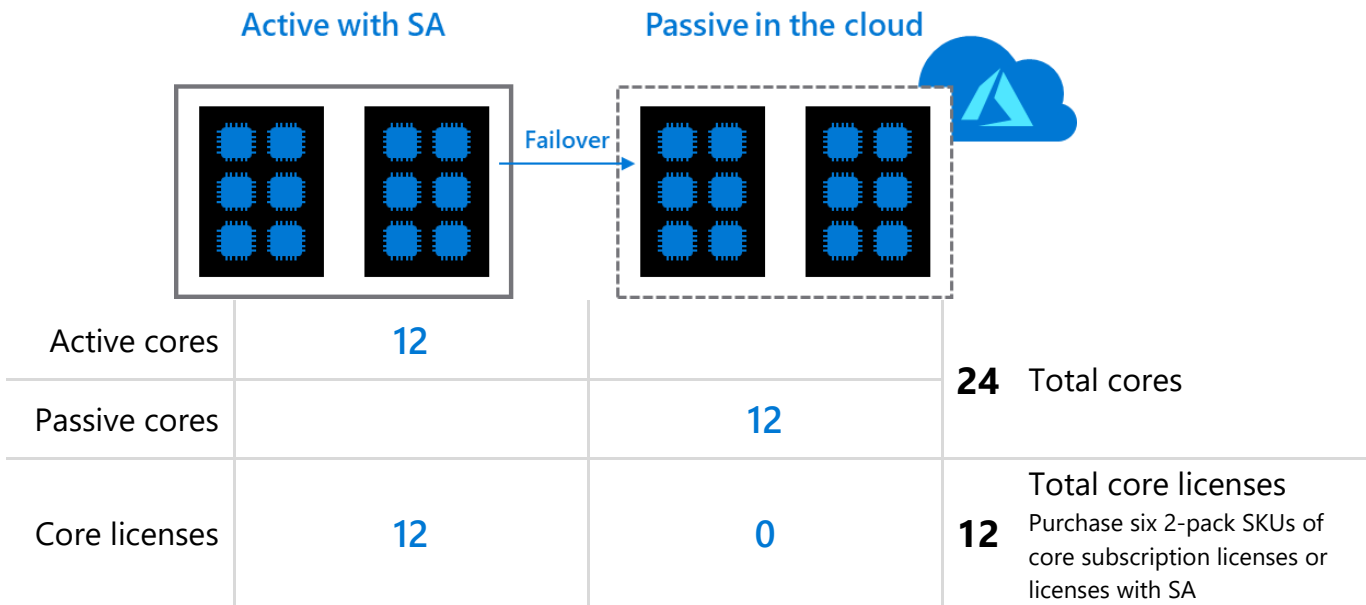 Active with SA
Passive in the cloud
Failover
Active cores
12
24
Total cores
Passive cores
12
Core licenses
12
0
12
Total core licenses
Purchase six 2-pack SKUs of
core subscription licenses or
licenses with SA